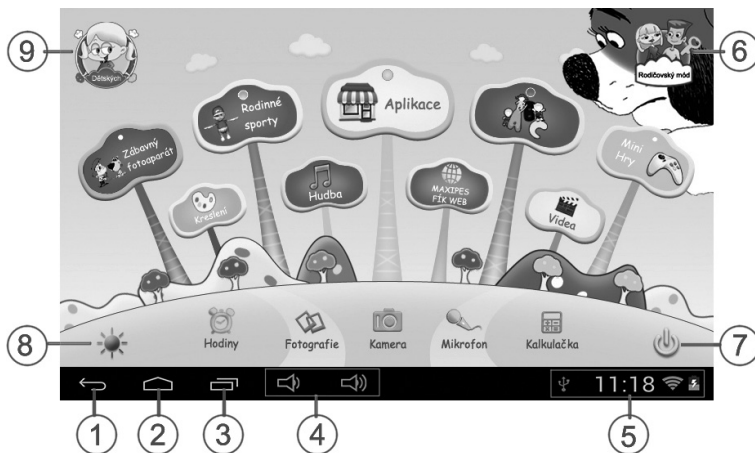 9
Dětských
6
Rodičovský mód
Rodinné
sporty
Aplikace
Zábavný
fotoaparát
Mini
Hry
Kreslení
Hudba
MAXIPES
FÍK WEB
Videa
8
Hodiny
Fotografie
Kamera
Mikrofon
Kalkulačka
7
11:18
1
2
3
4
5